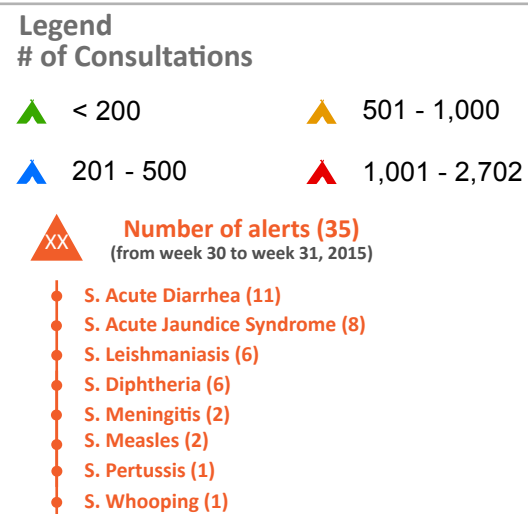 Legend
# of Consultations
< 200
501 - 1,000
201 - 500
1,001 - 2,702
XX
Number of alerts (35)
(from week 30 to week 31, 2015)
S. Acute Diarrhea (11)
S. Acute Jaundice Syndrome (8)
S. Leishmaniasis (6)
S. Diphtheria (6)
S. Meningitis (2)
S. Measles (2)
S. Pertussis (1)
S. Whooping (1)